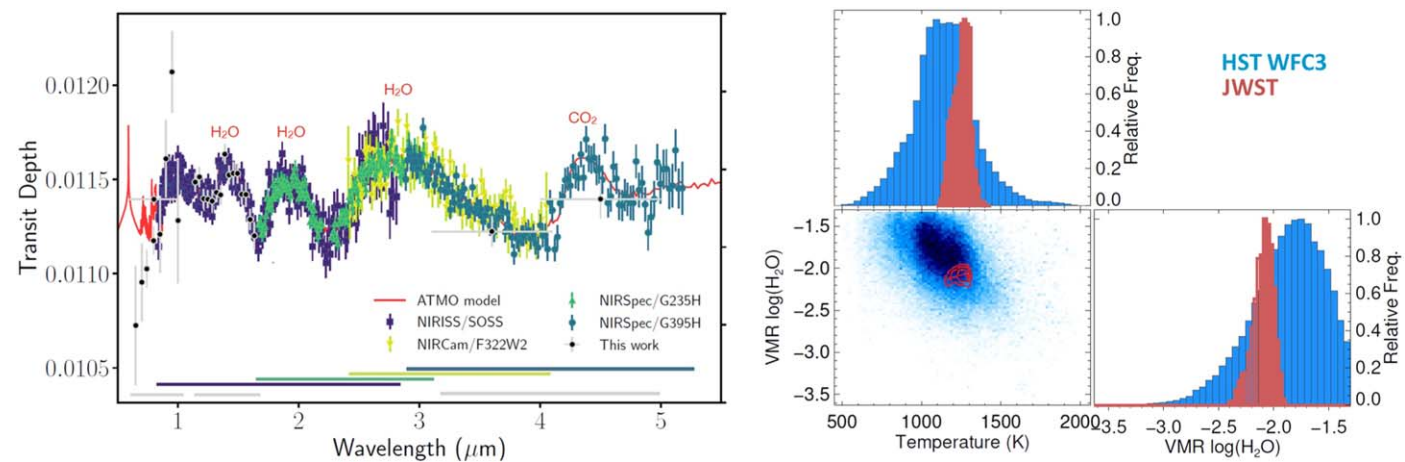 Transit Depth
0.0120
0.0115
0.0110
0.0105
H₂O
H₂O
H₂O
CO₂
ATMO model
NIRISS/SOSS
NIRCam/F322W2
NIRSpec/G235H
NIRSpec/G395H
This work
1 2 3 4 5
Wavelength (μm)
1.0
0.8
0.6
0.4
0.2
0.0
Relative Freq.
HST WFC3
JWST
VMR log(H₂O)
−1.5
−2.0
−2.5
−3.0
−3.5
500 1000 1500 2000
Temperature (K)
1.0
0.8
0.6
0.4
0.2
0.0
Relative Freq.
−3.5 −3.0 −2.5 −2.0 −1.5
VMR log(H₂O)